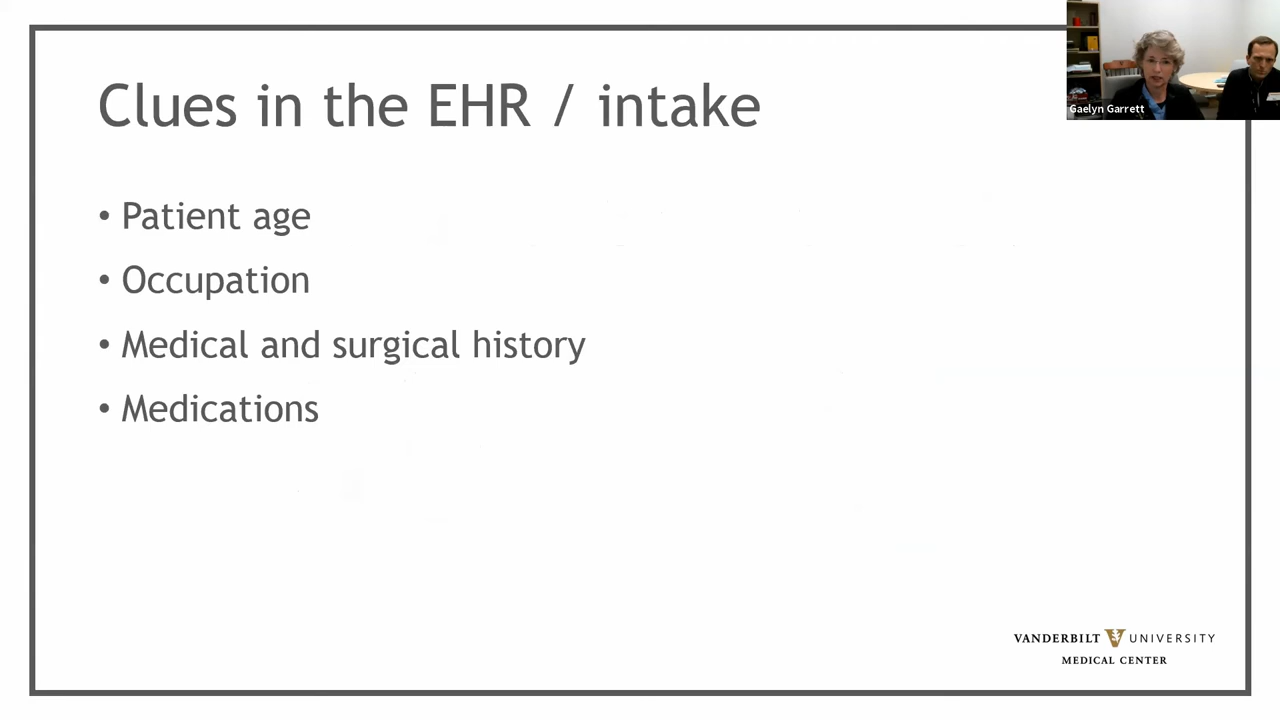 Clues in the EHR / intake
Gaelyn Garrett
• Patient age
• Occupation
• Medical and surgical history
• Medications
VANDERBILT V UNIVERSITY
MEDICAL CENTER